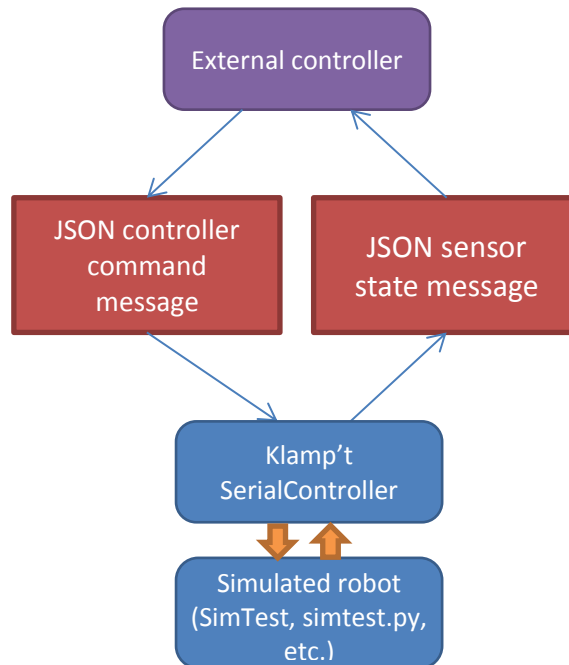 External controller
JSON controller
command
message
JSON sensor
state message
Klamp’t
SerialController
Simulated robot
(SimTest, simtest.py,
etc.)